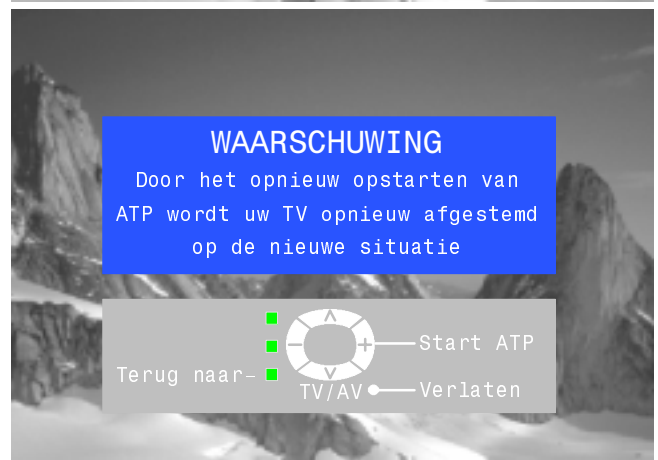 WAARSCHUWING
Door het opnieuw opstarten van
ATP wordt uw TV opnieuw afgestemd
op de nieuwe situatie
Start ATP
Terug naar
TV/AV
Verlaten